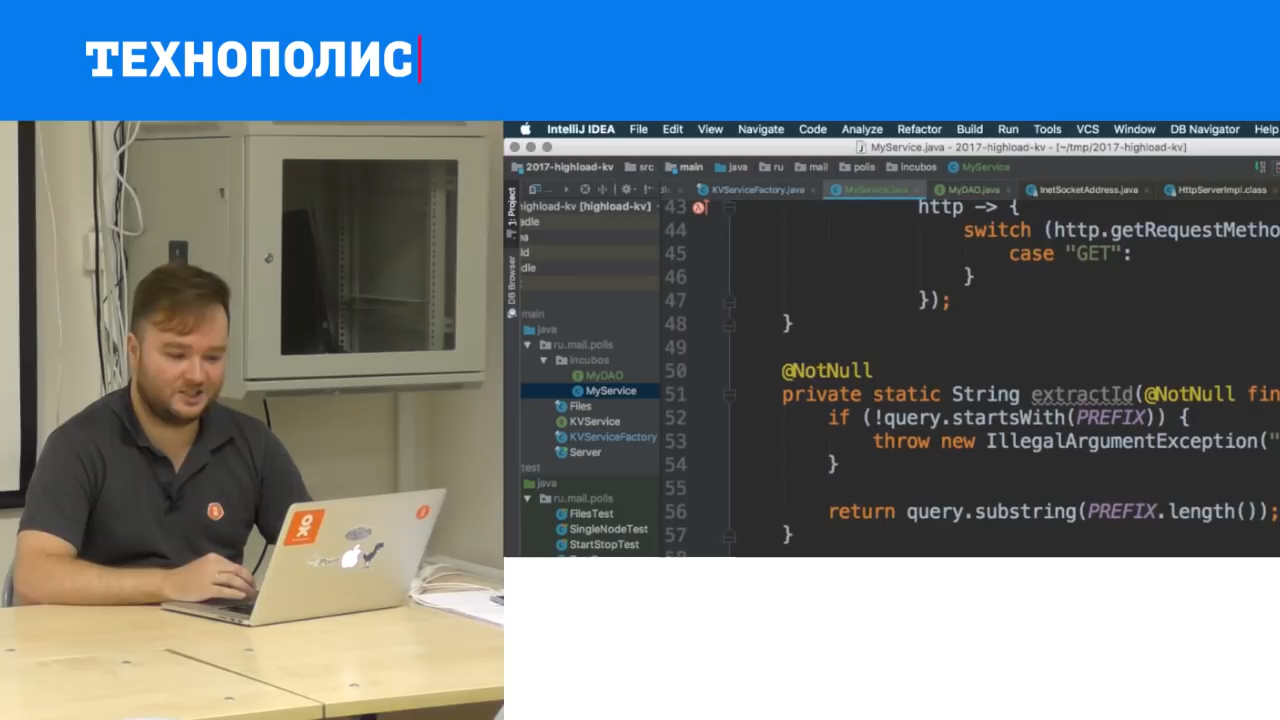 ТЕХНОПОЛИС
IntelliJ IDEA File Edit View Navigate Code Analyze Refactor Build Run Tools VCS Window DB Navigator Help
MyService.java - 2017-highload-kv - [~/tmp/2017-highload-kv]
2017-highload-kv src main java ru mail polis incubos MyService
KVServiceFactory.java MyService.java MyDAO.java InetSocketAddress.java HttpServerImpl.class
1: Project
DB Browser
highload-kv [highload-kv]
main
java
ru.mail.polis
incubos
MyDAO
MyService
Files
KVService
KVServiceFactory
Server
test
java
ru.mail.polis
FilesTest
SingleNodeTest
StartStopTest
43 http -> {
44 switch (http.getRequestMetho
45 case "GET":
46 }
47 });
48 }
49
50 @NotNull
51 private static String extractId(@NotNull fin
52 if (!query.startsWith(PREFIX)) {
53 throw new IllegalArgumentException("
54 }
55
56 return query.substring(PREFIX.length());
57 }